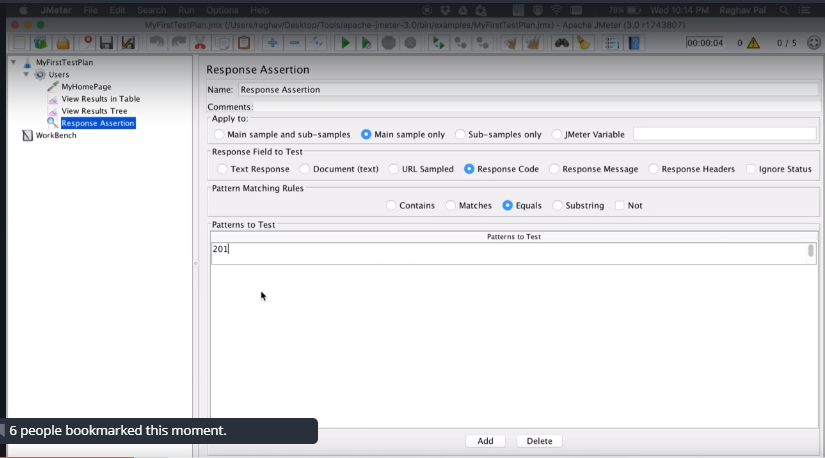 JMeter File Edit Search Run Options Help 78% Wed 10:14 PM Raghav Pal
MyFirstTestPlan.jmx (/Users/raghav/Desktop/Tools/apache-jmeter-3.0/bin/examples/MyFirstTestPlan.jmx) - Apache JMeter (3.0 r1743807)
00:00:04 0 0 / 5
MyFirstTestPlan
Users
MyHomePage
View Results in Table
View Results Tree
Response Assertion
WorkBench
Response Assertion
Name: Response Assertion
Comments:
Apply to:
Main sample and sub-samples Main sample only Sub-samples only JMeter Variable
Response Field to Test
Text Response Document (text) URL Sampled Response Code Response Message Response Headers Ignore Status
Pattern Matching Rules
Contains Matches Equals Substring Not
Patterns to Test
Patterns to Test
201
Add Delete
6 people bookmarked this moment.